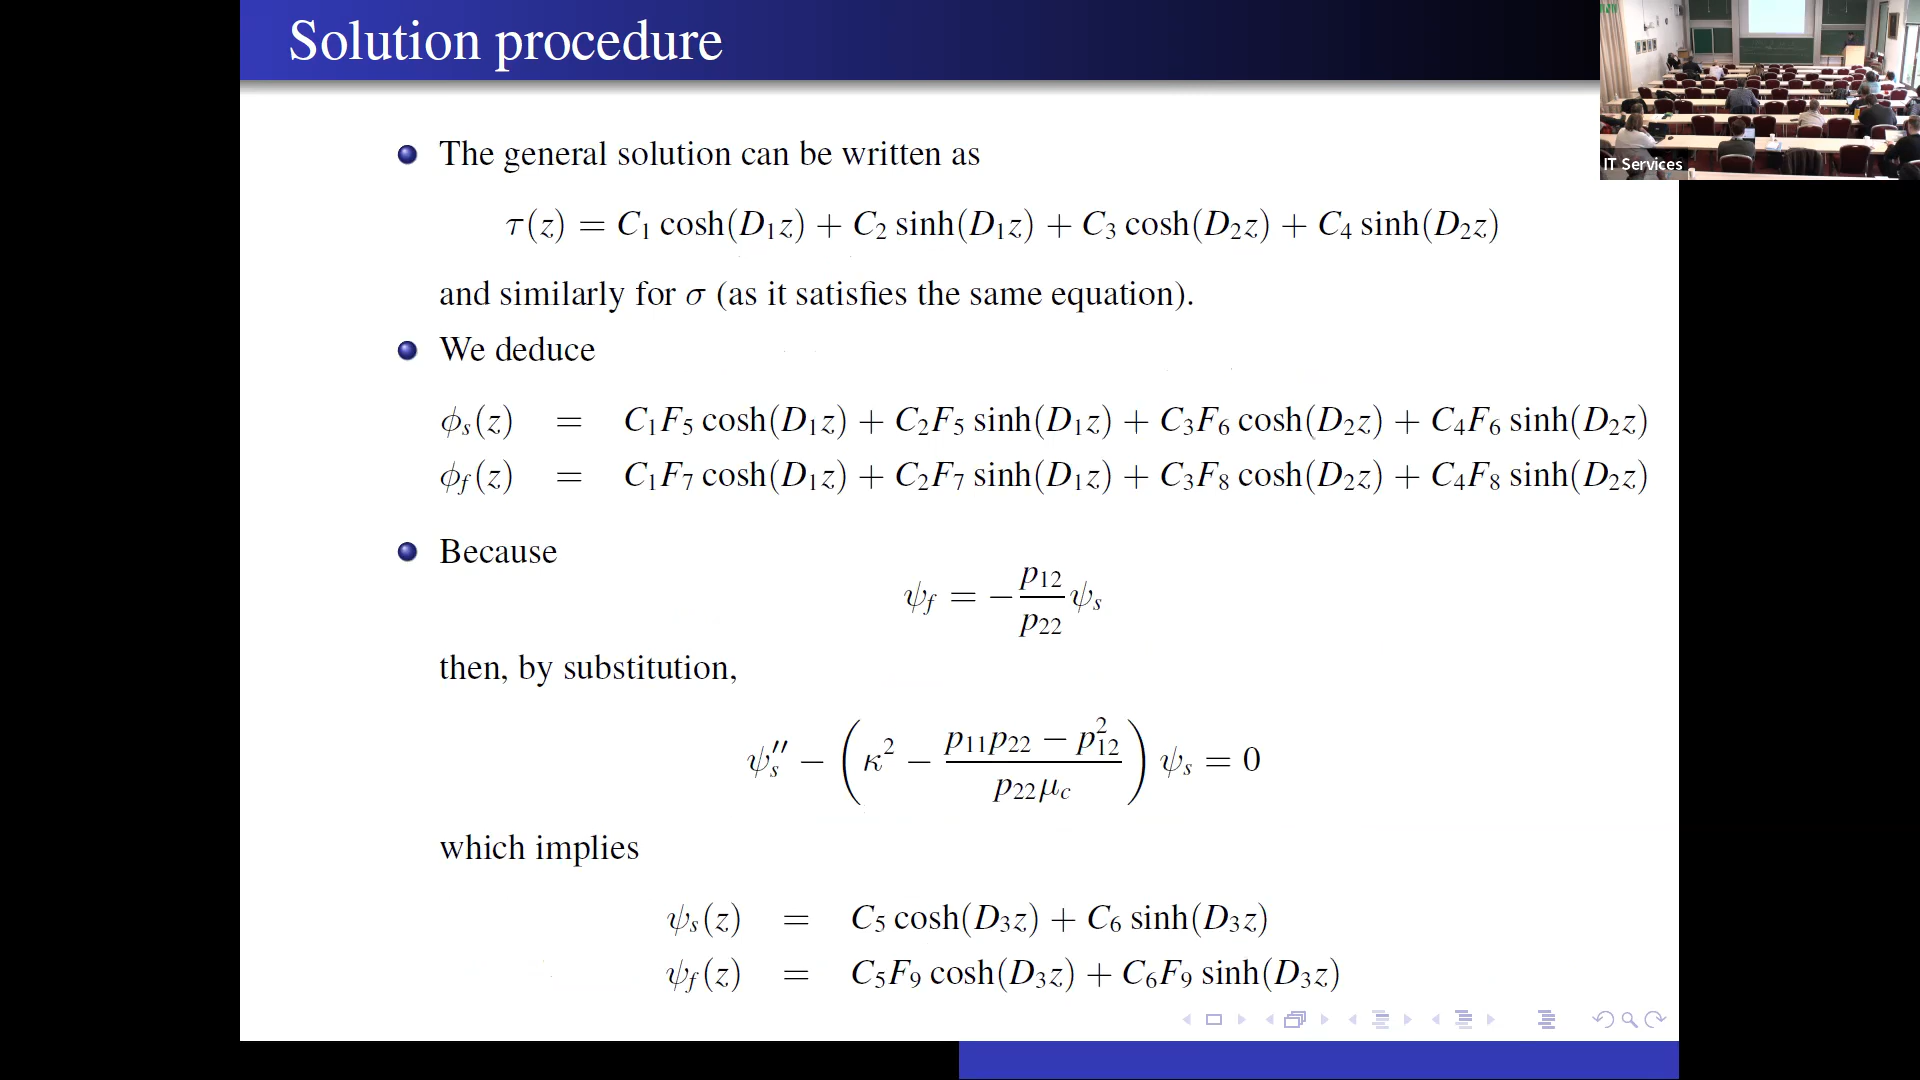 Solution procedure
IT Services
The general solution can be written as
τ(z) = C₁ cosh(D₁z) + C₂ sinh(D₁z) + C₃ cosh(D₂z) + C₄ sinh(D₂z)
and similarly for σ (as it satisfies the same equation).
We deduce
ϕₛ(z) = C₁F₅ cosh(D₁z) + C₂F₅ sinh(D₁z) + C₃F₆ cosh(D₂z) + C₄F₆ sinh(D₂z)
ϕ_f(z) = C₁F₇ cosh(D₁z) + C₂F₇ sinh(D₁z) + C₃F₈ cosh(D₂z) + C₄F₈ sinh(D₂z)
Because
ψ_f = −(p₁₂/p₂₂)ψₛ
then, by substitution,
ψₛ″ − (κ² − (p₁₁p₂₂ − p₁₂²)/(p₂₂μ_c)) ψₛ = 0
which implies
ψₛ(z) = C₅ cosh(D₃z) + C₆ sinh(D₃z)
ψ_f(z) = C₅F₉ cosh(D₃z) + C₆F₉ sinh(D₃z)